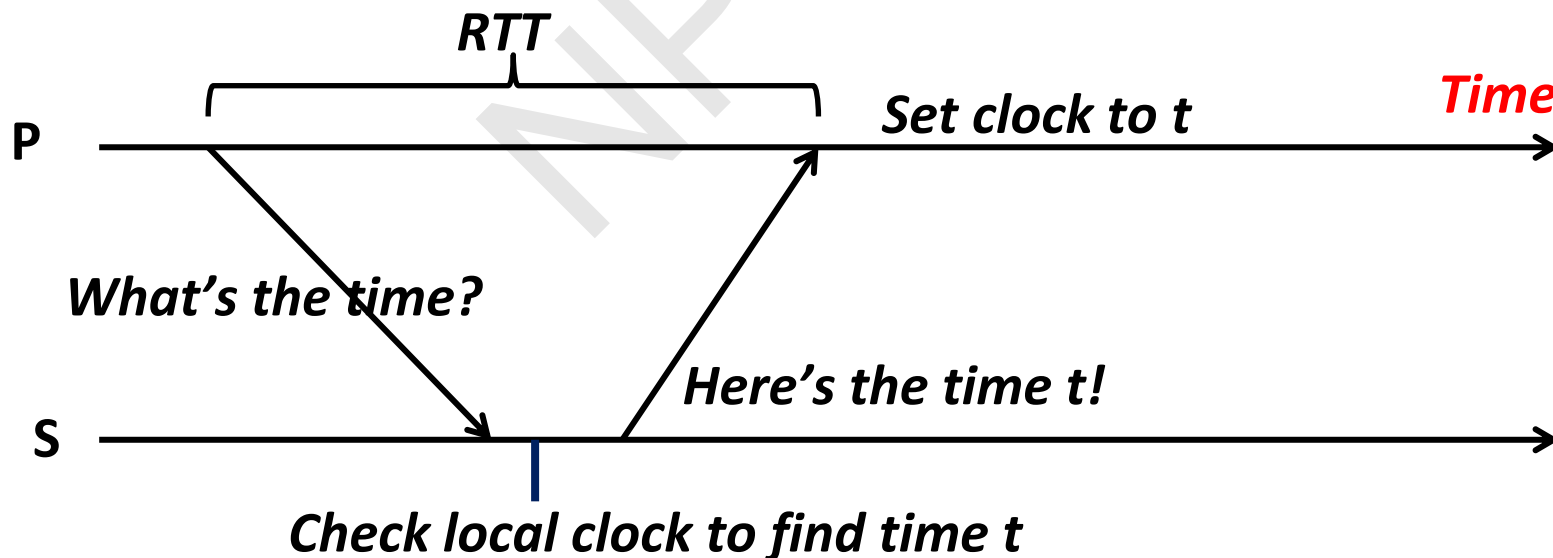 RTT
Time
Set clock to t
P
What's the time?
Here's the time t!
S
Check local clock to find time t